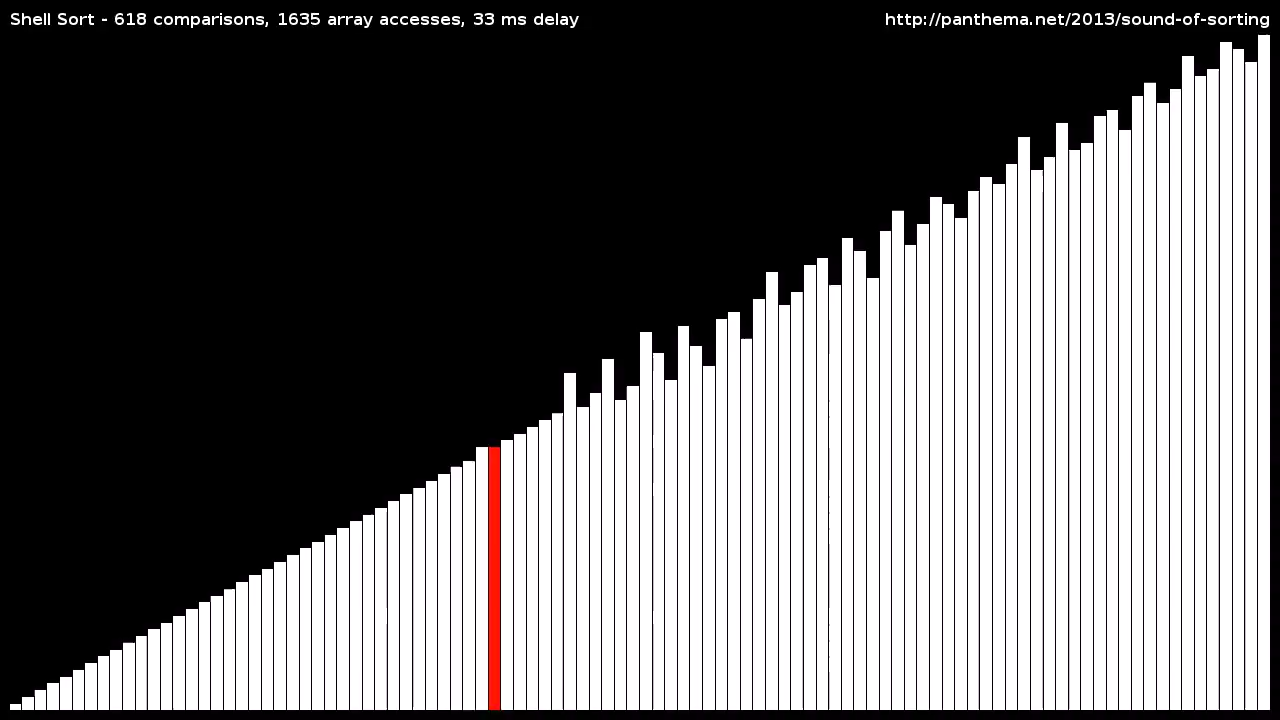 Shell Sort - 618 comparisons, 1635 array accesses, 33 ms delay
http://panthema.net/2013/sound-of-sorting